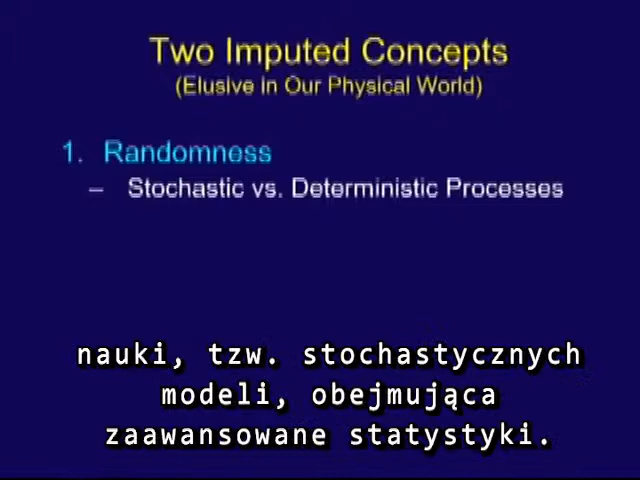 Two Imputed Concepts
(Elusive In Our Physical World)
1. Randomness
– Stochastic vs. Deterministic Processes
nauki, tzw. stochastycznych
modeli, obejmująca
zaawansowane statystyki.